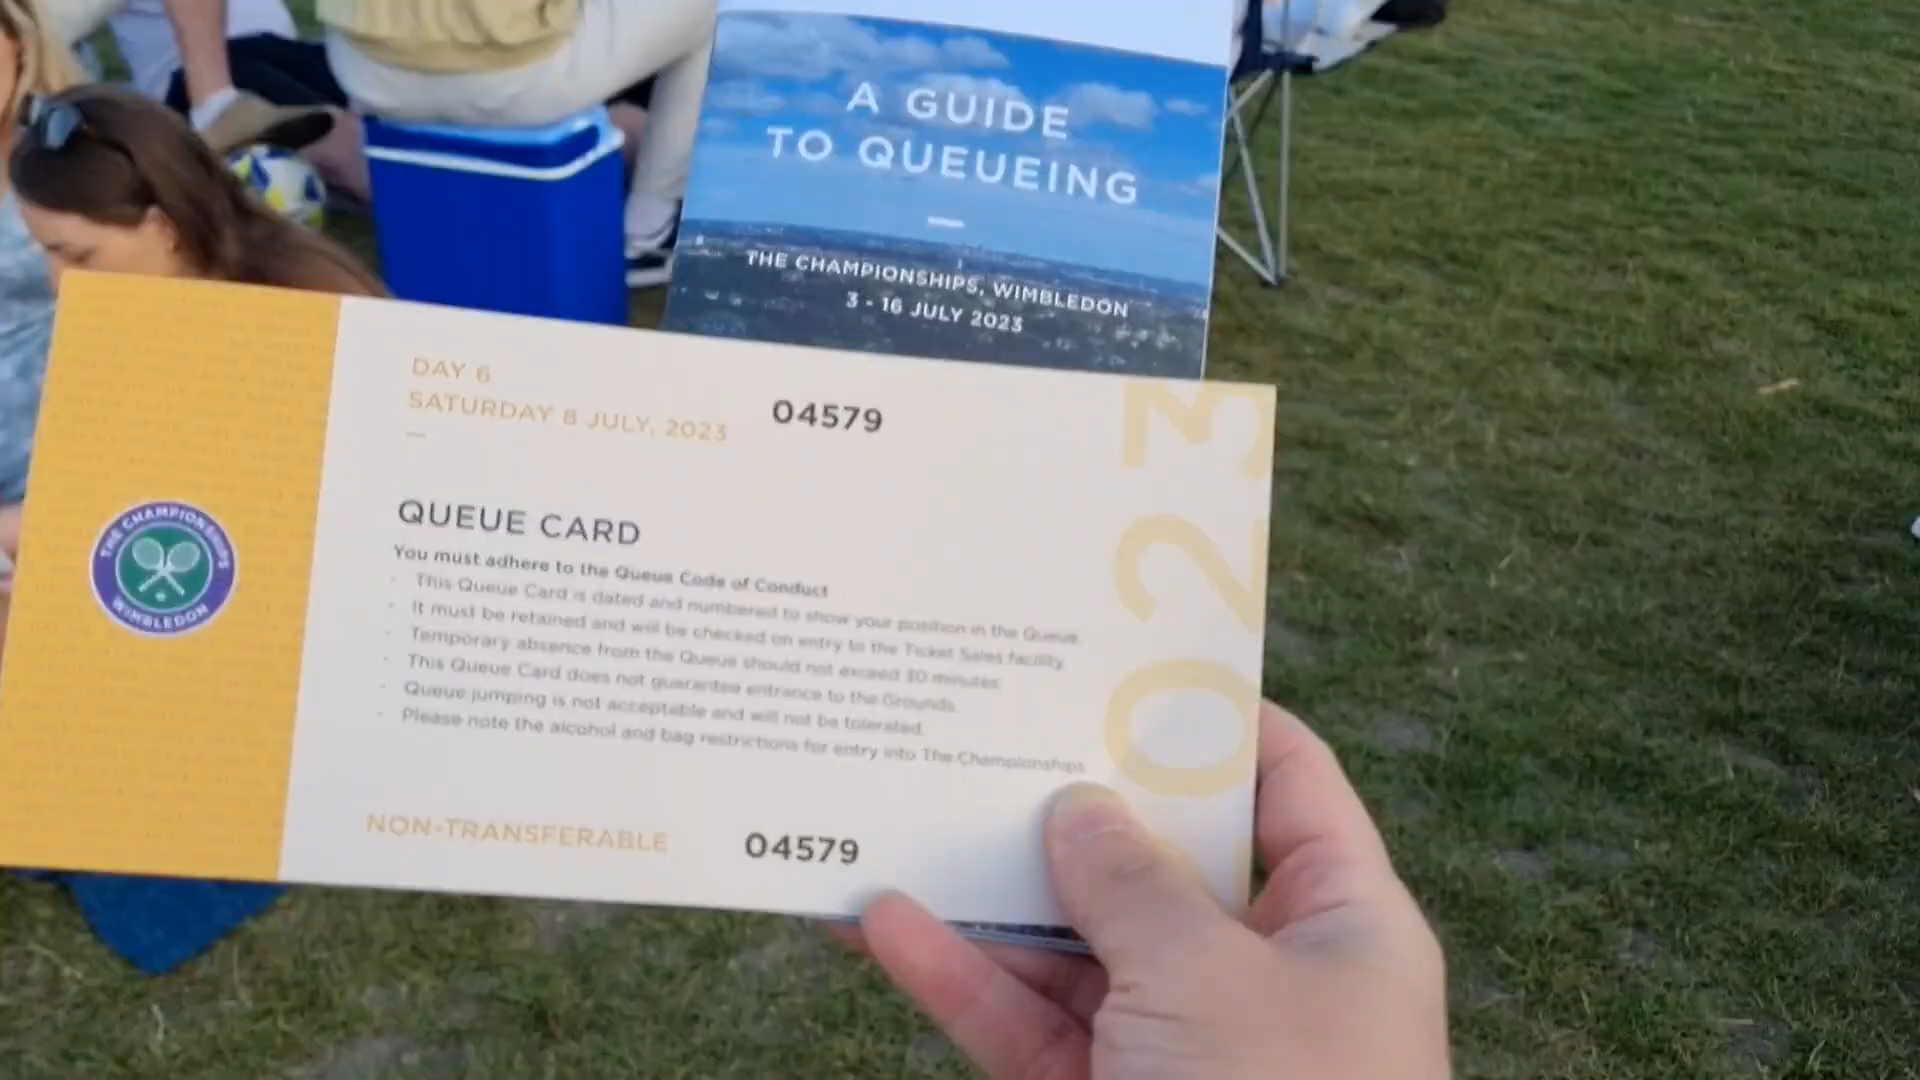 A GUIDE
TO QUEUEING
THE CHAMPIONSHIPS, WIMBLEDON
3 - 16 JULY 2023
DAY 6
SATURDAY 8 JULY, 2023
04579
2023
QUEUE CARD
You must adhere to the Queue Code of Conduct
- This Queue Card is dated and numbered to show your position in the Queue.
- It must be retained and will be checked on entry to the Ticket Sales facility.
- Temporary absence from the Queue should not exceed 30 minutes.
- This Queue Card does not guarantee entrance to the Grounds.
- Queue jumping is not acceptable and will not be tolerated.
- Please note the alcohol and bag restrictions for entry into The Championships
NON-TRANSFERABLE
04579
THE CHAMPIONSHIPS
WIMBLEDON